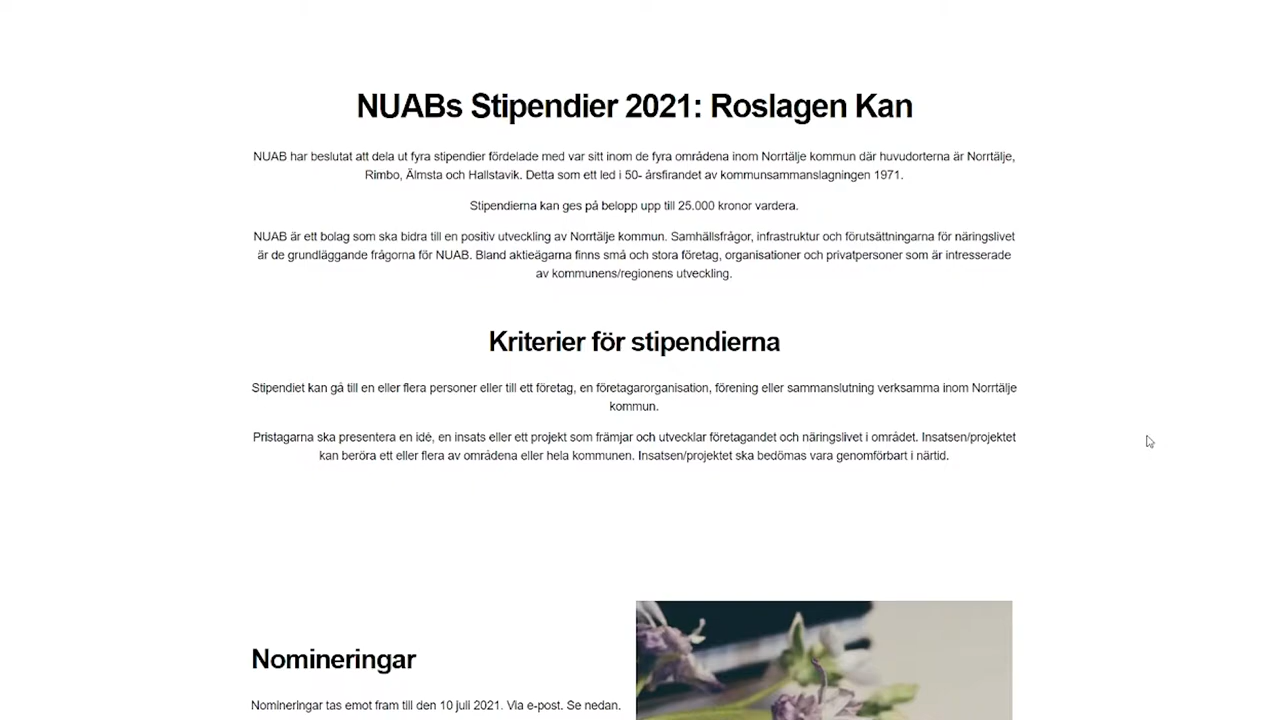 NUABs Stipendier 2021: Roslagen Kan
NUAB har beslutat att dela ut fyra stipendier fördelade med var sitt inom de fyra områdena inom Norrtälje kommun där huvudorterna är Norrtälje,
Rimbo, Älmsta och Hallstavik. Detta som ett led i 50- årsfirandet av kommunsammanslagningen 1971.
Stipendierna kan ges på belopp upp till 25.000 kronor vardera.
NUAB är ett bolag som ska bidra till en positiv utveckling av Norrtälje kommun. Samhällsfrågor, infrastruktur och förutsättningarna för näringslivet
är de grundläggande frågorna för NUAB. Bland aktieägarna finns små och stora företag, organisationer och privatpersoner som är intresserade
av kommunens/regionens utveckling.
Kriterier för stipendierna
Stipendiet kan gå till en eller flera personer eller till ett företag, en företagarorganisation, förening eller sammanslutning verksamma inom Norrtälje
kommun.
Pristagarna ska presentera en idé, en insats eller ett projekt som främjar och utvecklar företagandet och näringslivet i området. Insatsen/projektet
kan beröra ett eller flera av områdena eller hela kommunen. Insatsen/projektet ska bedömas vara genomförbart i närtid.
Nomineringar
Nomineringar tas emot fram till den 10 juli 2021. Via e-post. Se nedan.